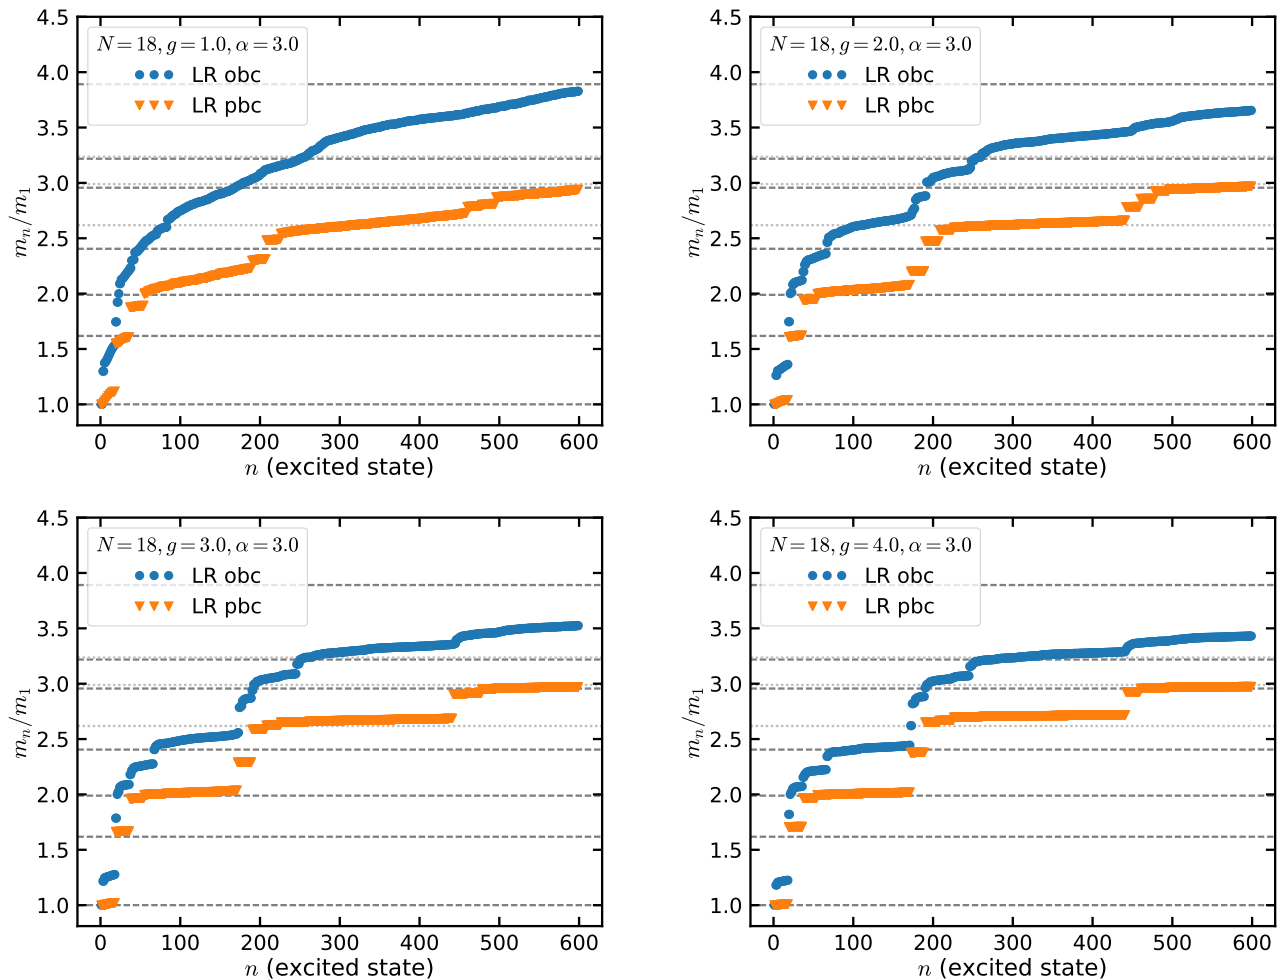 4.5
4.0
3.5
3.0
2.5
2.0
1.5
1.0
m_n/m_1
N = 18, g = 1.0, α = 3.0
LR obc
LR pbc
0 100 200 300 400 500 600
n (excited state)
4.5
4.0
3.5
3.0
2.5
2.0
1.5
1.0
m_n/m_1
N = 18, g = 2.0, α = 3.0
LR obc
LR pbc
0 100 200 300 400 500 600
n (excited state)
4.5
4.0
3.5
3.0
2.5
2.0
1.5
1.0
m_n/m_1
N = 18, g = 3.0, α = 3.0
LR obc
LR pbc
0 100 200 300 400 500 600
n (excited state)
4.5
4.0
3.5
3.0
2.5
2.0
1.5
1.0
m_n/m_1
N = 18, g = 4.0, α = 3.0
LR obc
LR pbc
0 100 200 300 400 500 600
n (excited state)